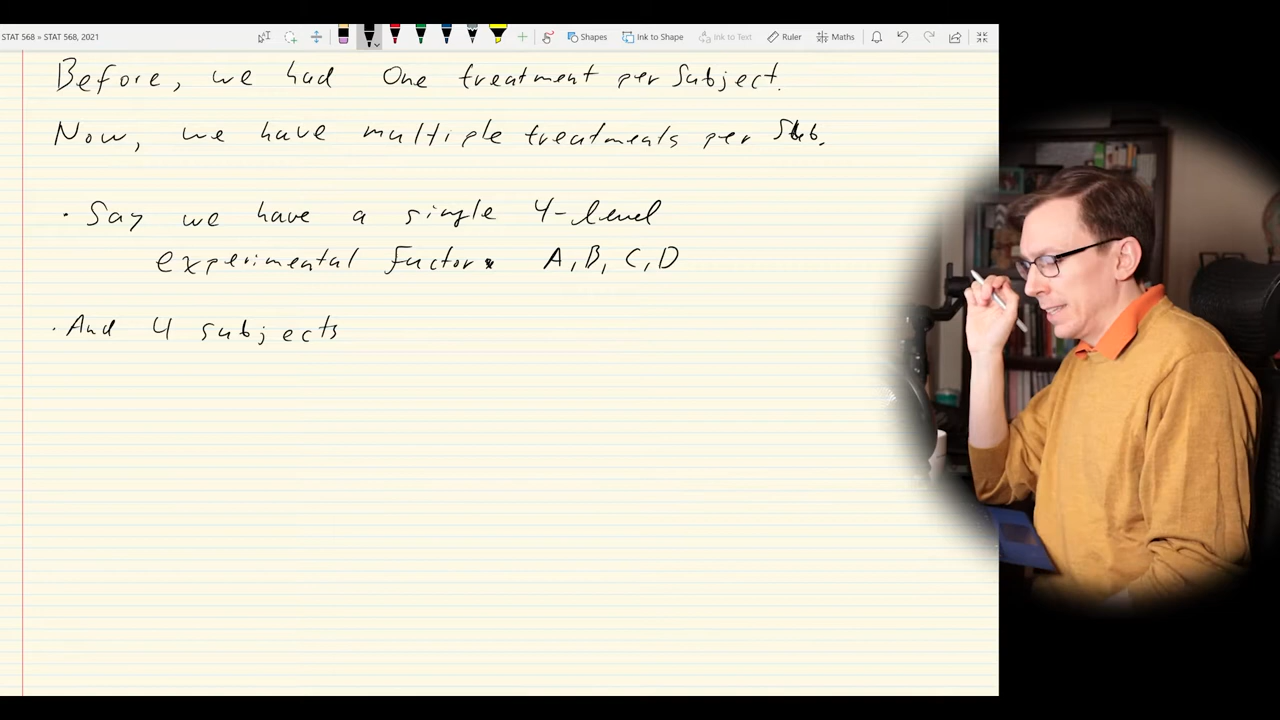 STAT 568 » STAT 568, 2021
Shapes Ink to Shape Ink to Text Ruler Maths
Before, we had One treatment per Subject.
Now, we have multiple treatments per Sub.
· Say we have a single 4-level
experimental factor. A, B, C, D
· And 4 subjects